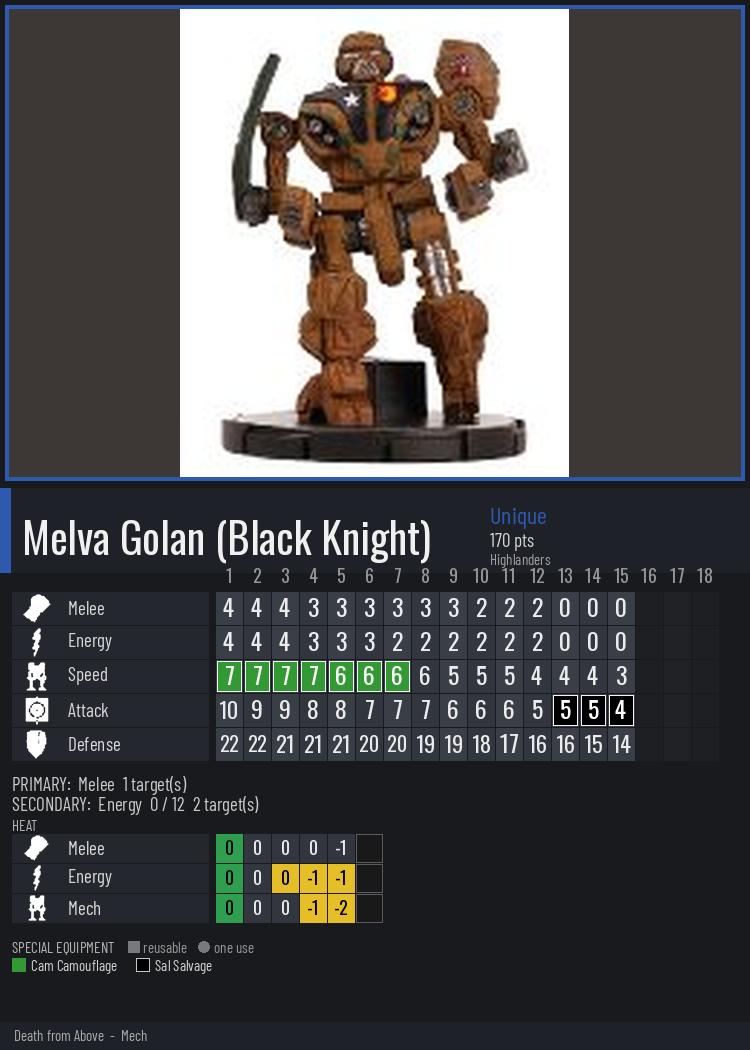 Melva Golan (Black Knight)
Unique
170 pts
Highlanders
1 2 3 4 5 6 7 8 9 10 11 12 13 14 15 16 17 18
Melee 4 4 4 3 3 3 3 3 3 2 2 2 0 0 0
Energy 4 4 4 3 3 3 2 2 2 2 2 2 0 0 0
Speed 7 7 7 7 6 6 6 6 5 5 5 4 4 4 3
Attack 10 9 9 8 8 7 7 7 6 6 6 5 5 5 4
Defense 22 22 21 21 21 20 20 19 19 18 17 16 16 15 14
PRIMARY: Melee 1 target(s)
SECONDARY: Energy 0 / 12 2 target(s)
HEAT
Melee 0 0 0 0 -1
Energy 0 0 0 -1 -1
Mech 0 0 0 -1 -2
SPECIAL EQUIPMENT reusable one use
Cam Camouflage Sal Salvage
Death from Above - Mech